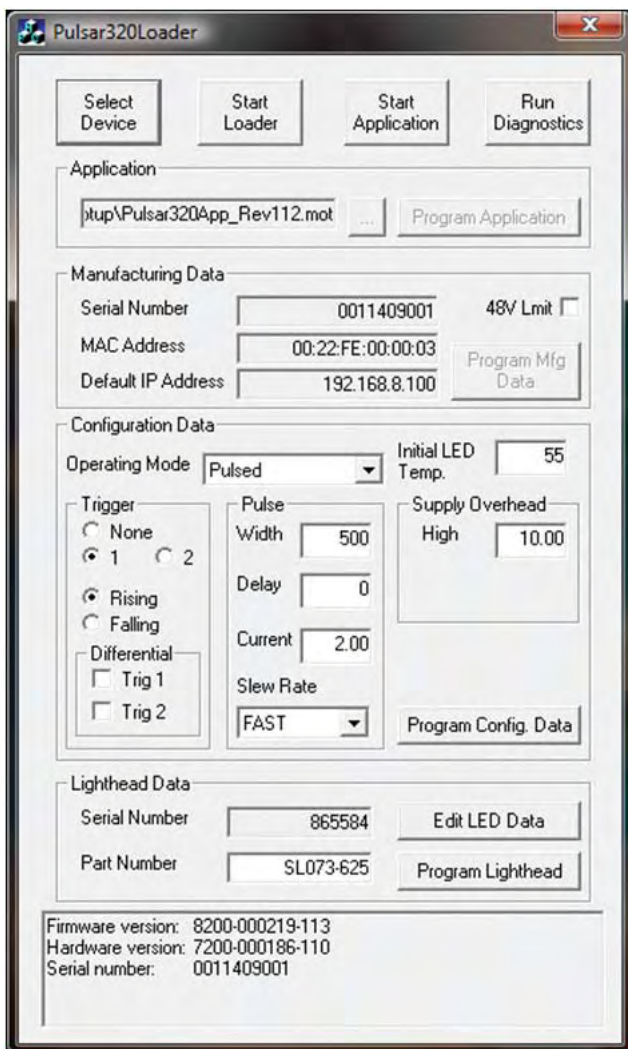 Pulsar320Loader
Select Device
Start Loader
Start Application
Run Diagnostics
Application
otup\Pulsar320App_Rev112.mot
...
Program Application
Manufacturing Data
Serial Number 0011409001 48V Lmit
MAC Address 00:22:FE:00:00:03
Program Mfg Data
Default IP Address 192.168.8.100
Configuration Data
Operating Mode Pulsed
Initial LED Temp. 55
Trigger
None
1 2
Rising
Falling
Differential
Trig 1
Trig 2
Pulse
Width 500
Delay 0
Current 2.00
Slew Rate
FAST
Supply Overhead
High 10.00
Program Config. Data
Lighthead Data
Serial Number 865584 Edit LED Data
Part Number SL073-625 Program Lighthead
Firmware version: 8200-000219-113
Hardware version: 7200-000186-110
Serial number: 0011409001